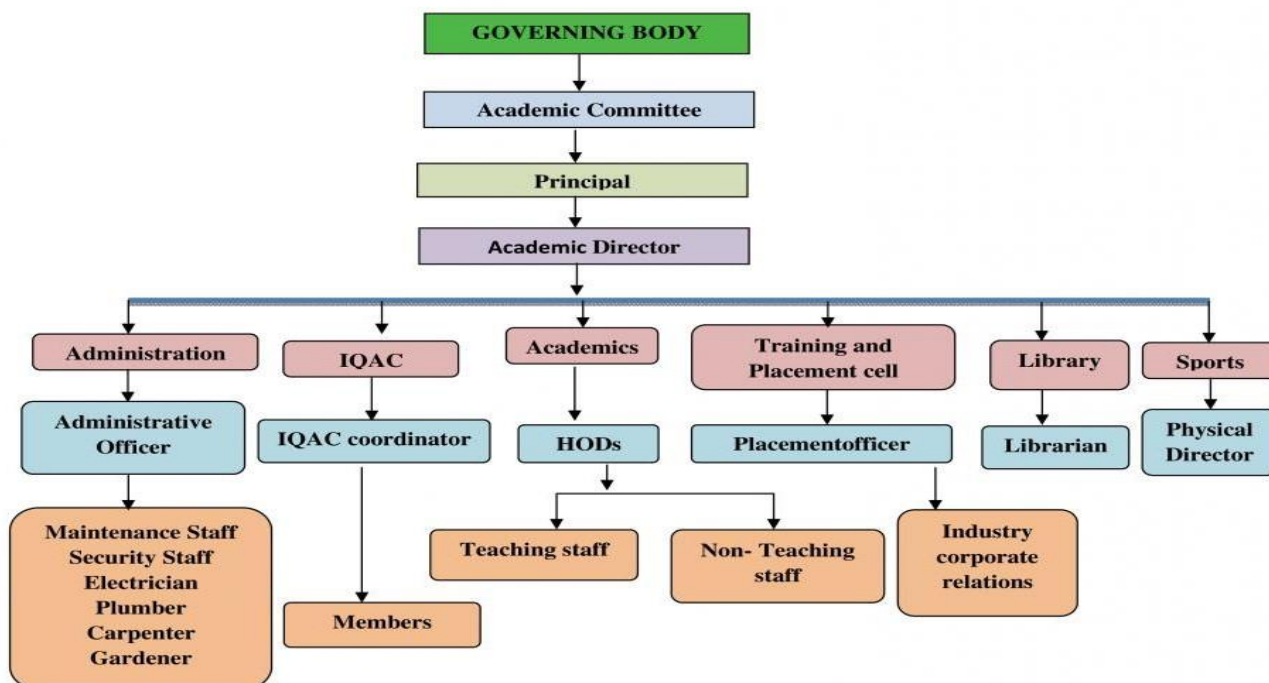 GOVERNING BODY
Academic Committee
Principal
Academic Director
Administration
IQAC
Academics
Training and
Placement cell
Library
Sports
Administrative
Officer
IQAC coordinator
HODs
Placementofficer
Librarian
Physical
Director
Maintenance Staff
Security Staff
Electrician
Plumber
Carpenter
Gardener
Members
Teaching staff
Non- Teaching
staff
Industry
corporate
relations